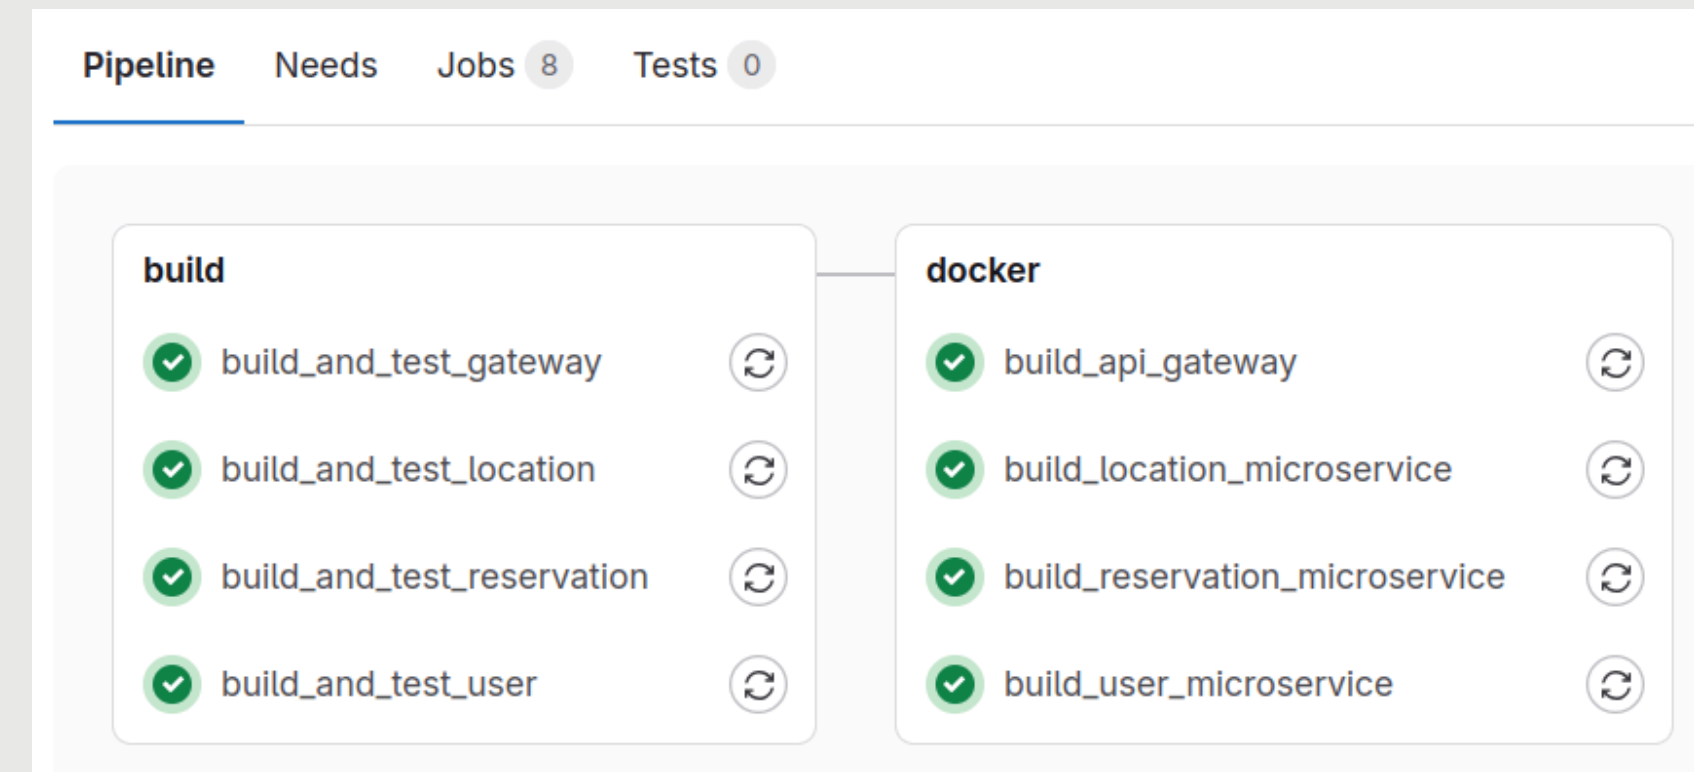 Pipeline Needs Jobs 8 Tests 0
build
build_and_test_gateway
build_and_test_location
build_and_test_reservation
build_and_test_user
docker
build_api_gateway
build_location_microservice
build_reservation_microservice
build_user_microservice